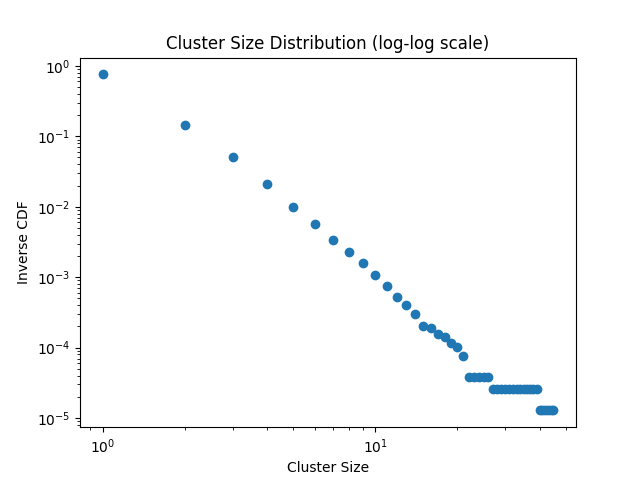 Cluster Size Distribution (log-log scale)
Inverse CDF
10⁰
10⁻¹
10⁻²
10⁻³
10⁻⁴
10⁻⁵
10⁰ 10¹
Cluster Size